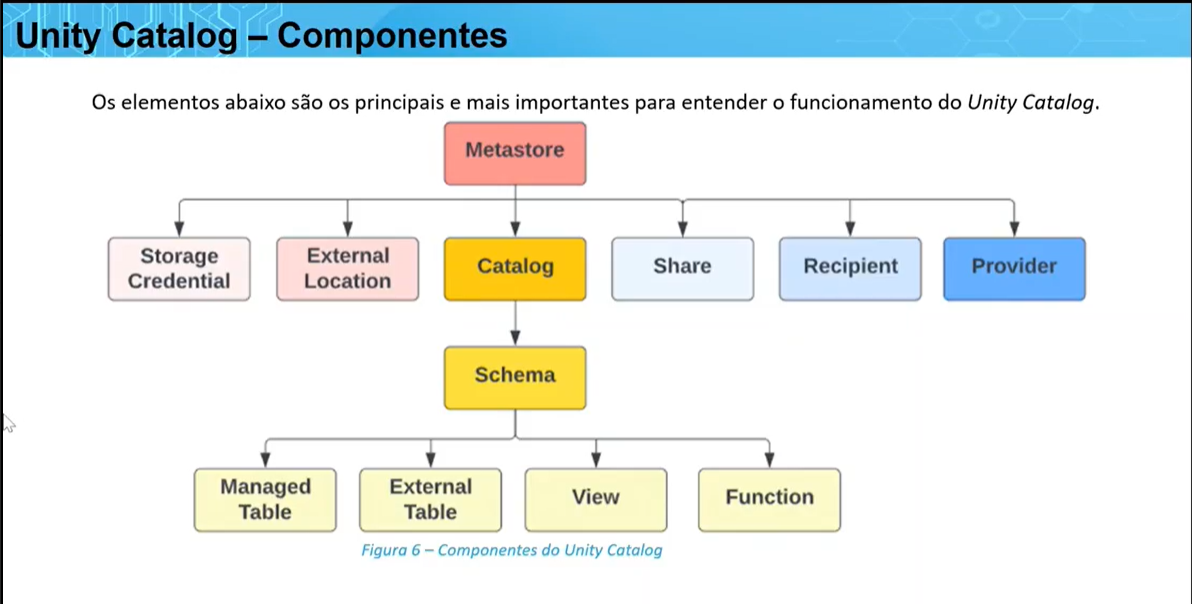 Unity Catalog – Componentes
Os elementos abaixo são os principais e mais importantes para entender o funcionamento do Unity Catalog.
Metastore
Storage
Credential
External
Location
Catalog
Share
Recipient
Provider
Schema
Managed
Table
External
Table
View
Function
Figura 6 – Componentes do Unity Catalog